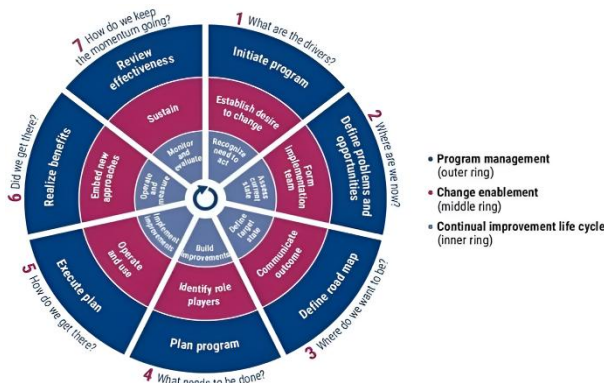 7 How do we keep
the momentum going?
1 What are the drivers?
Review
effectiveness
Initiate program
Sustain
Establish desire
to change
Monitor
and
evaluate
Recognize
need to
act
2 Where are we now?
Define problems and
opportunities
Form
implementation
team
Assess
current
state
6 Did we get there?
Realize benefits
Embed new
approaches
Operate
and
measure
Define
target
state
Communicate
outcome
Define road map
3 Where do we want to be?
Implement
improvements
Build
improvements
Operate
and use
Identify role
players
Execute plan
5 How do we get there?
Plan program
4 What needs to be done?
Program management
(outer ring)
Change enablement
(middle ring)
Continual improvement life cycle
(inner ring)